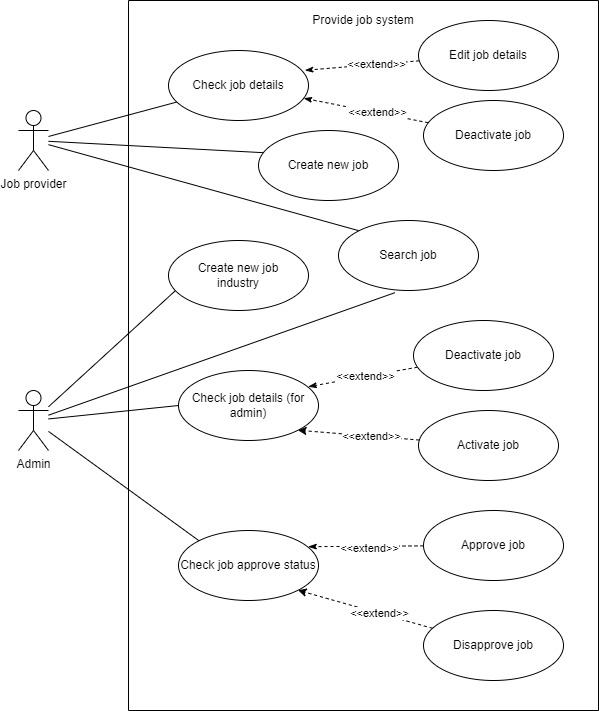 Provide job system
Edit job details
<<extend>>
Check job details
<<extend>>
Deactivate job
Create new job
Job provider
Search job
Create new job
industry
Deactivate job
<<extend>>
Check job details (for
admin)
<<extend>>
Activate job
Admin
Approve job
<<extend>>
Check job approve status
<<extend>>
Disapprove job